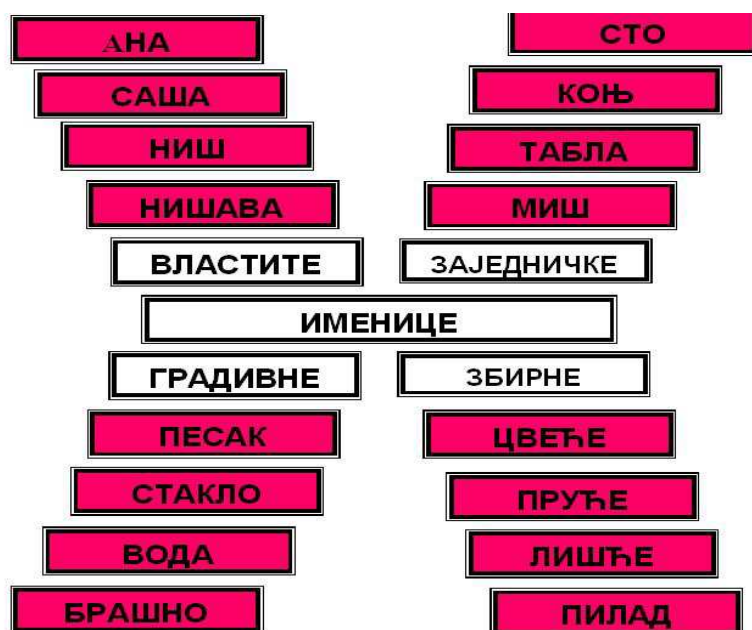 АНА
СТО
САША
КОЊ
НИШ
ТАБЛА
НИШАВА
МИШ
ВЛАСТИТЕ
ЗАЈЕДНИЧКЕ
ИМЕНИЦЕ
ГРАДИВНЕ
ЗБИРНЕ
ПЕСАК
ЦВЕЋЕ
СТАКЛО
ПРУЋЕ
ВОДА
ЛИШЋЕ
БРАШНО
ПИЛАД